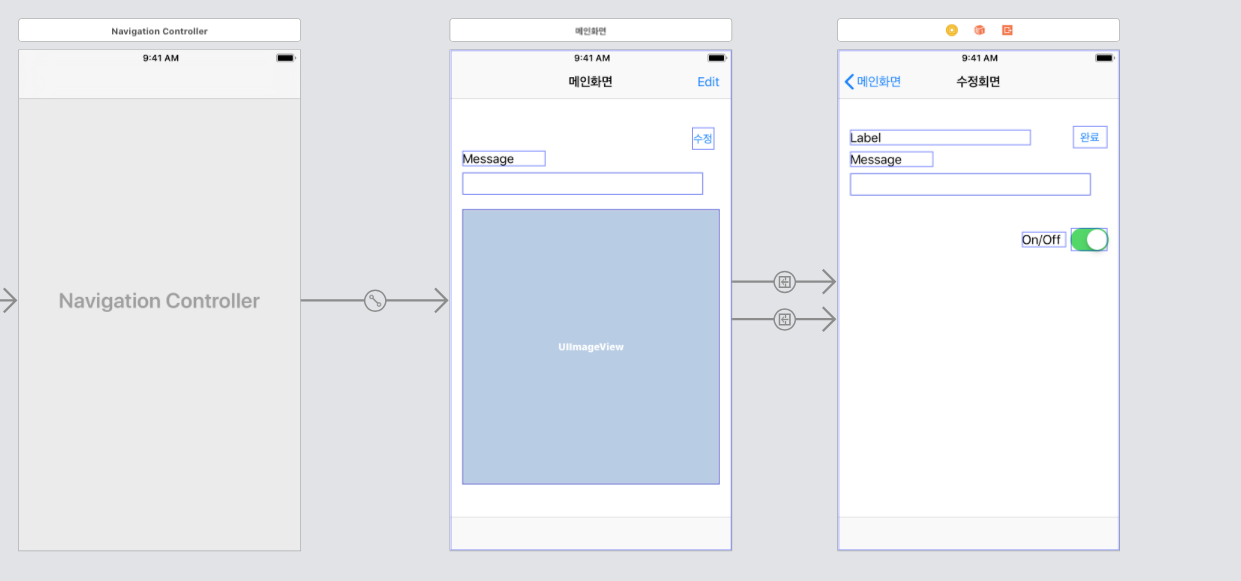 Navigation Controller
9:41 AM
Navigation Controller
메인화면
9:41 AM
메인화면 Edit
수정
Message
UIImageView
9:41 AM
메인화면 수정회면
Label 완료
Message
On/Off